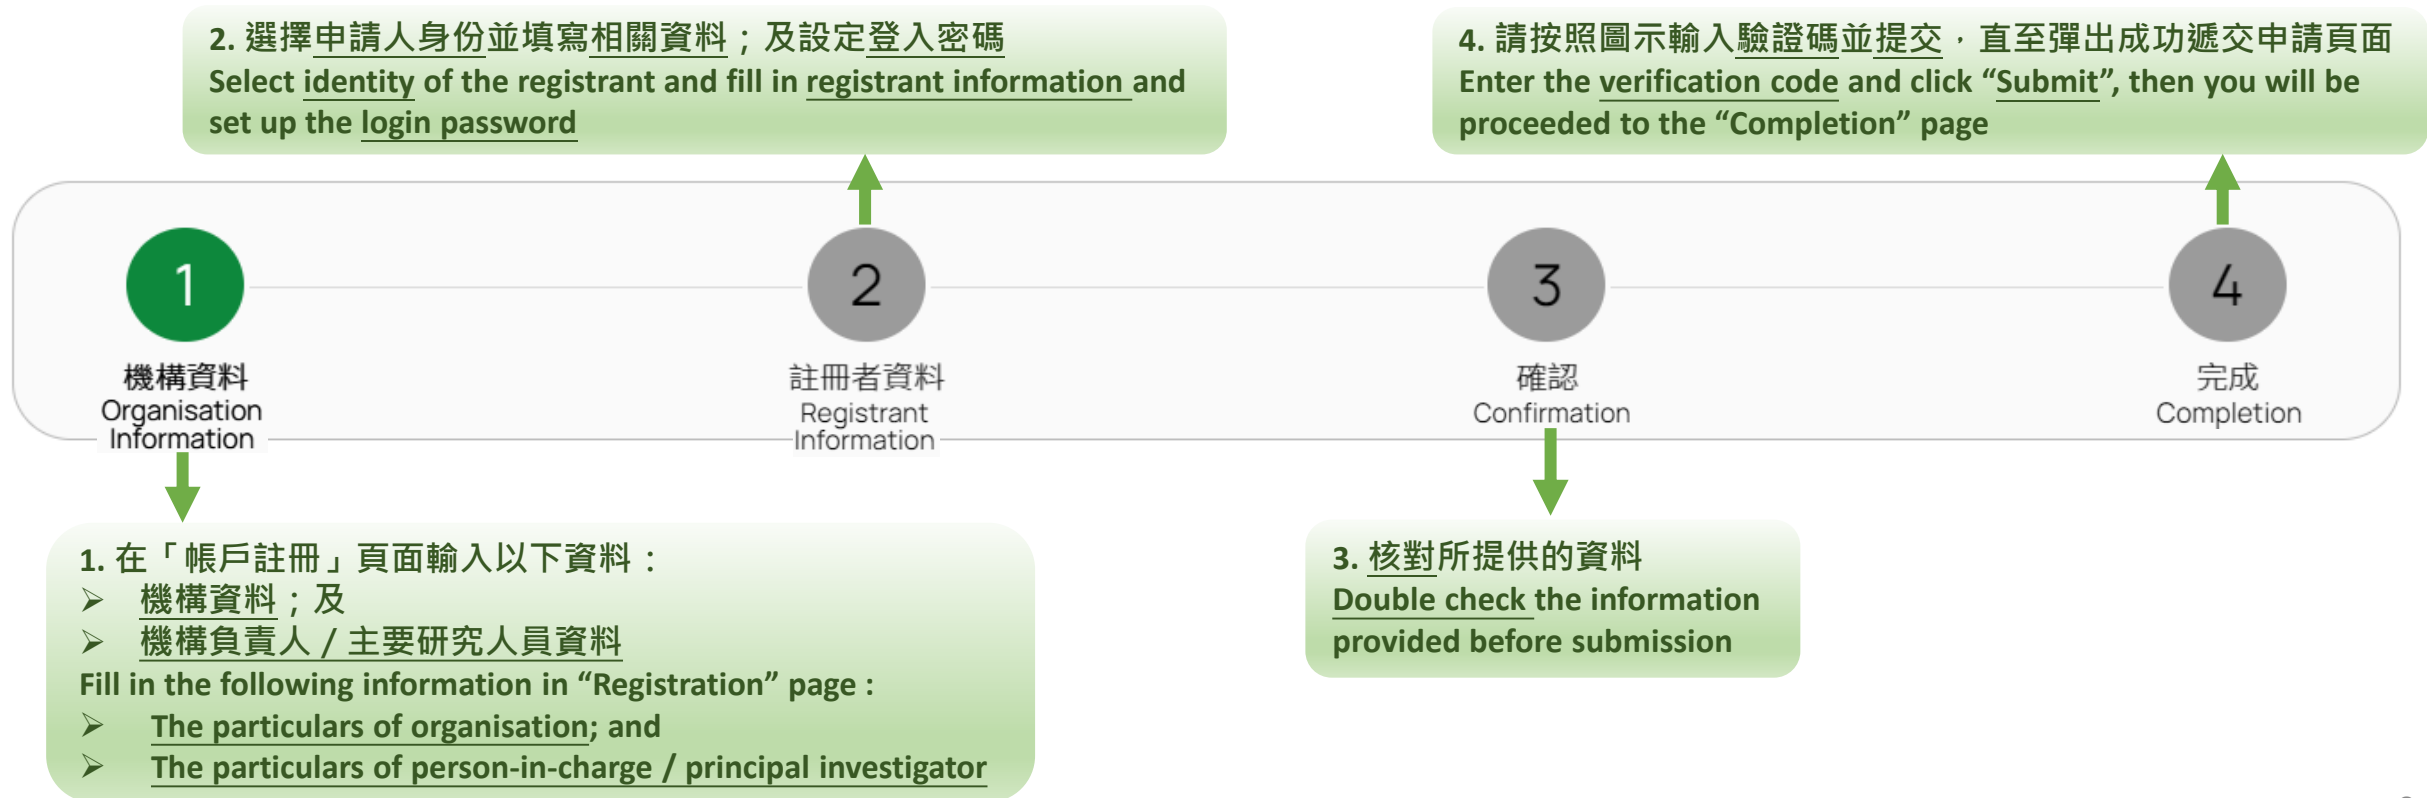 2. 選擇申請人身份並填寫相關資料；及設定登入密碼
Select identity of the registrant and fill in registrant information and
set up the login password
4. 請按照圖示輸入驗證碼並提交，直至彈出成功遞交申請頁面
Enter the verification code and click “Submit”, then you will be
proceeded to the “Completion” page
1
機構資料
Organisation
Information
2
註冊者資料
Registrant
Information
3
確認
Confirmation
4
完成
Completion
1. 在「帳戶註冊」頁面輸入以下資料：
➢ 機構資料；及
➢ 機構負責人 / 主要研究人員資料
Fill in the following information in “Registration” page :
➢ The particulars of organisation; and
➢ The particulars of person-in-charge / principal investigator
3. 核對所提供的資料
Double check the information
provided before submission